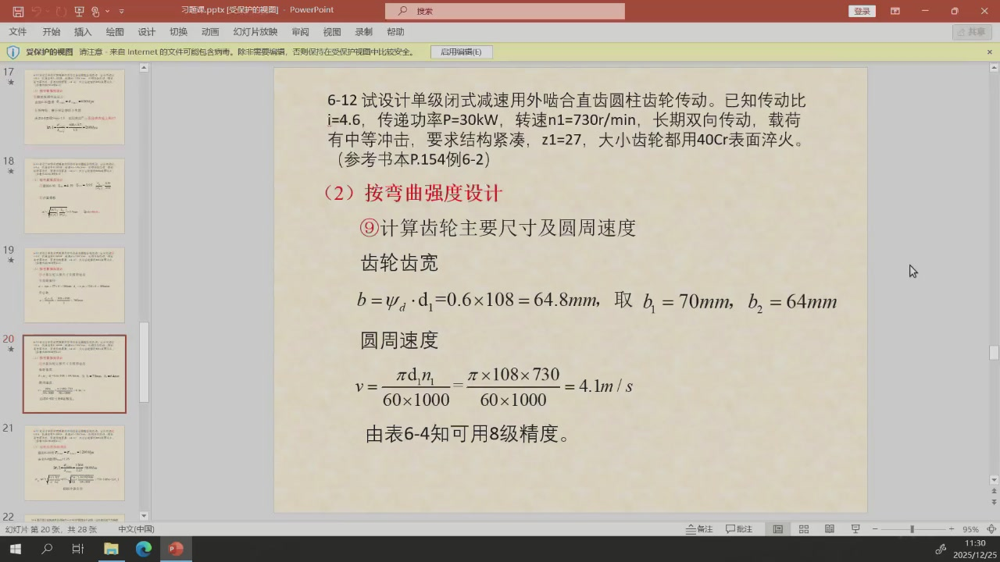 习题课.pptx [受保护的视图] - PowerPoint
搜索
登录
文件 开始 插入 绘图 设计 切换 动画 幻灯片放映 审阅 视图 录制 帮助
共享
受保护的视图 请注意 - 来自 Internet 的文件可能包含病毒。除非需要编辑，否则保持在受保护视图中比较安全。 启用编辑(E)
17
18
19
20
21
22
6-12 试设计单级闭式减速用外啮合直齿圆柱齿轮传动。已知传动比
i=4.6，传递功率P=30kW，转速n1=730r/min，长期双向传动，载荷
有中等冲击，要求结构紧凑，z1=27，大小齿轮都用40Cr表面淬火。
（参考书本P.154例6-2）
（2）按弯曲强度设计
⑨计算齿轮主要尺寸及圆周速度
齿轮齿宽
b = ψd · d1=0.6×108 = 64.8mm，取 b1 = 70mm，b2 = 64mm
圆周速度
v = πd1n1 / 60×1000 = π×108×730 / 60×1000 = 4.1m / s
由表6-4知可用8级精度。
幻灯片 第 20 张，共 28 张 中文(中国) 备注 批注 95%
11:30
2025/12/25